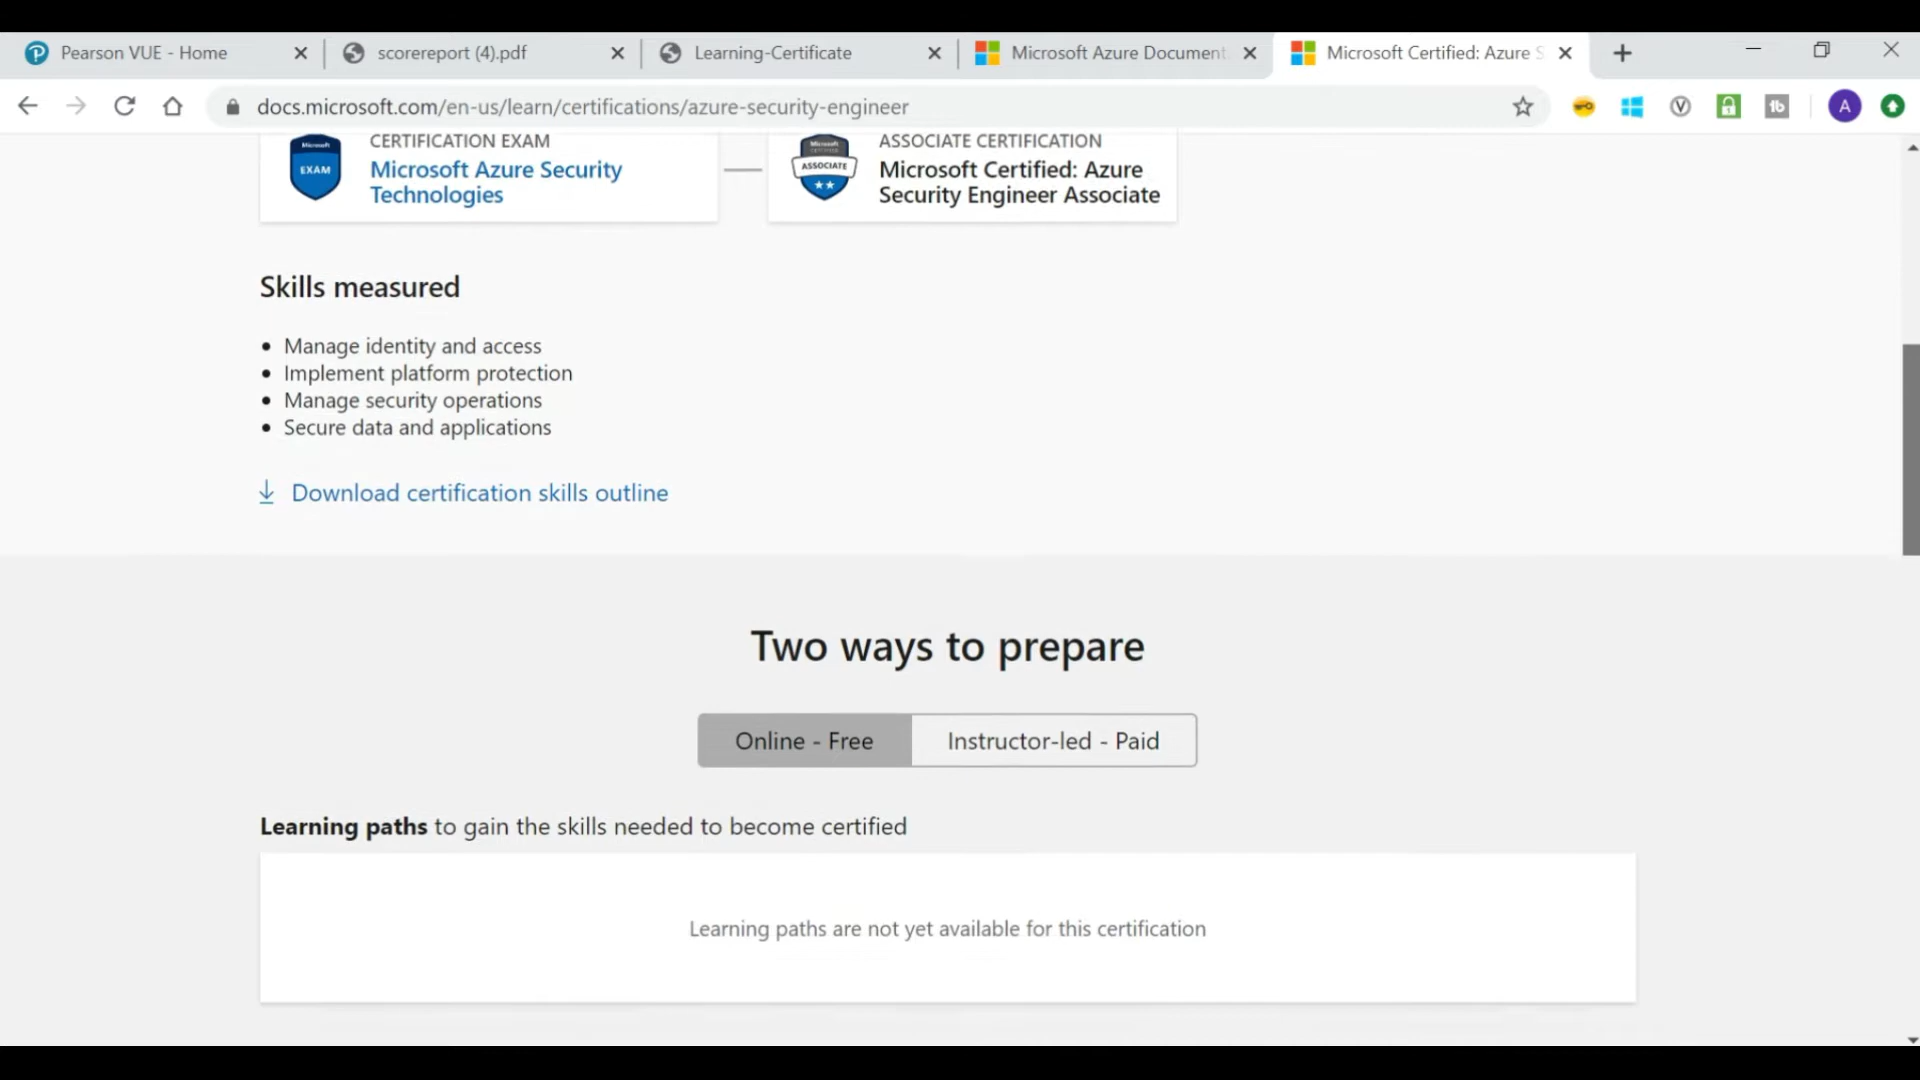 Pearson VUE - Home
scorereport (4).pdf
Learning-Certificate
Microsoft Azure Document
Microsoft Certified: Azure S
docs.microsoft.com/en-us/learn/certifications/azure-security-engineer
A
Microsoft
EXAM
CERTIFICATION EXAM
Microsoft Azure Security
Technologies
ASSOCIATE
ASSOCIATE CERTIFICATION
Microsoft Certified: Azure
Security Engineer Associate
Skills measured
Manage identity and access
Implement platform protection
Manage security operations
Secure data and applications
Download certification skills outline
Two ways to prepare
Online - Free
Instructor-led - Paid
Learning paths to gain the skills needed to become certified
Learning paths are not yet available for this certification